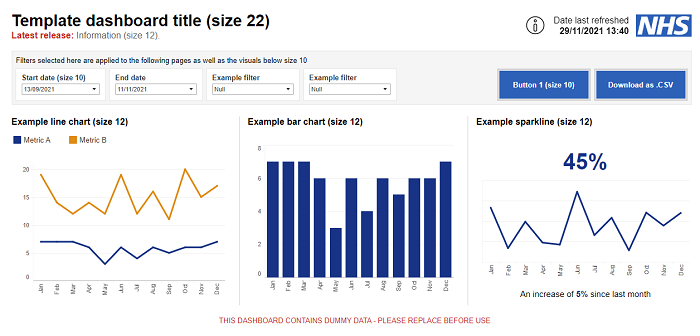 Template dashboard title (size 22)
Latest release: Information (size 12).
Date last refreshed
29/11/2021 13:40
NHS
Filters selected here are applied to the following pages as well as the visuals below size 10
Start date (size 10)
End date
Example filter
Example filter
13/09/2021
11/11/2021
Null
Null
Button 1 (size 10)
Download as .CSV
Example line chart (size 12)
Metric A
Metric B
20
15
10
5
0
Jan Feb Mar Apr May Jun Jul Aug Sep Oct Nov Dec
Example bar chart (size 12)
8
6
4
2
0
Jan Feb Mar Apr May Jun Jul Aug Sep Oct Nov Dec
Example sparkline (size 12)
45%
Jan Feb Mar Apr May Jun Jul Aug Sep Oct Nov Dec
An increase of 5% since last month
THIS DASHBOARD CONTAINS DUMMY DATA - PLEASE REPLACE BEFORE USE